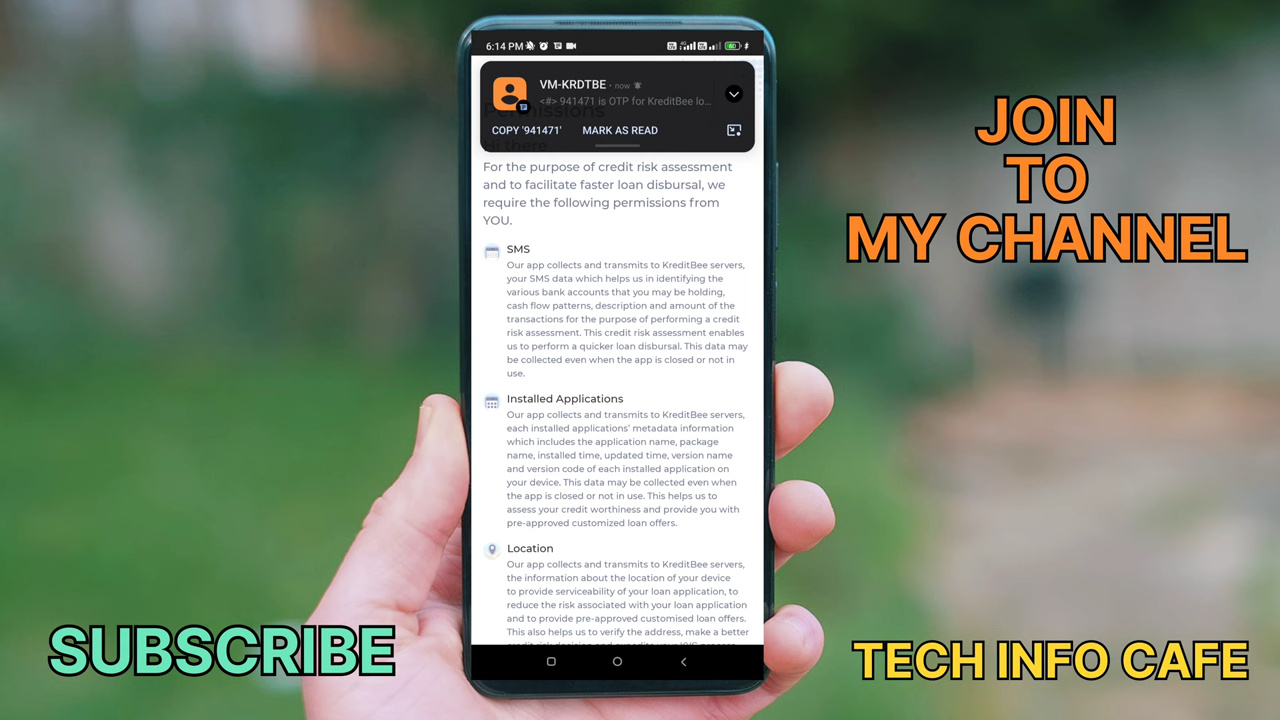 6:14 PM
VM-KRDTBE • now
<#> 941471 is OTP for KreditBee lo...
COPY '941471' MARK AS READ
Permissions
Hi there
For the purpose of credit risk assessment
and to facilitate faster loan disbursal, we
require the following permissions from
YOU.
SMS
Our app collects and transmits to KreditBee servers,
your SMS data which helps us in identifying the
various bank accounts that you may be holding,
cash flow patterns, description and amount of the
transactions for the purpose of performing a credit
risk assessment. This credit risk assessment enables
us to perform a quicker loan disbursal. This data may
be collected even when the app is closed or not in
use.
Installed Applications
Our app collects and transmits to KreditBee servers,
each installed applications' metadata information
which includes the application name, package
name, installed time, updated time, version name
and version code of each installed application on
your device. This data may be collected even when
the app is closed or not in use. This helps us to
assess your credit worthiness and provide you with
pre-approved customized loan offers.
Location
Our app collects and transmits to KreditBee servers,
the information about the location of your device
to provide serviceability of your loan application, to
reduce the risk associated with your loan application
and to provide pre-approved customised loan offers.
This also helps us to verify the address, make a better
JOIN
TO
MY CHANNEL
SUBSCRIBE
TECH INFO CAFE